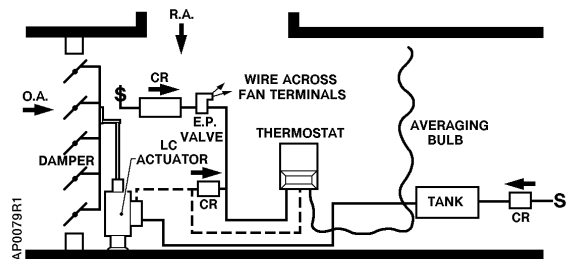 R.A.
CR
WIRE ACROSS
FAN TERMINALS
$
O.A.
E.P.
VALVE
THERMOSTAT
LC
ACTUATOR
DAMPER
AVERAGING
BULB
CR
TANK
CR
S
AP0079R1